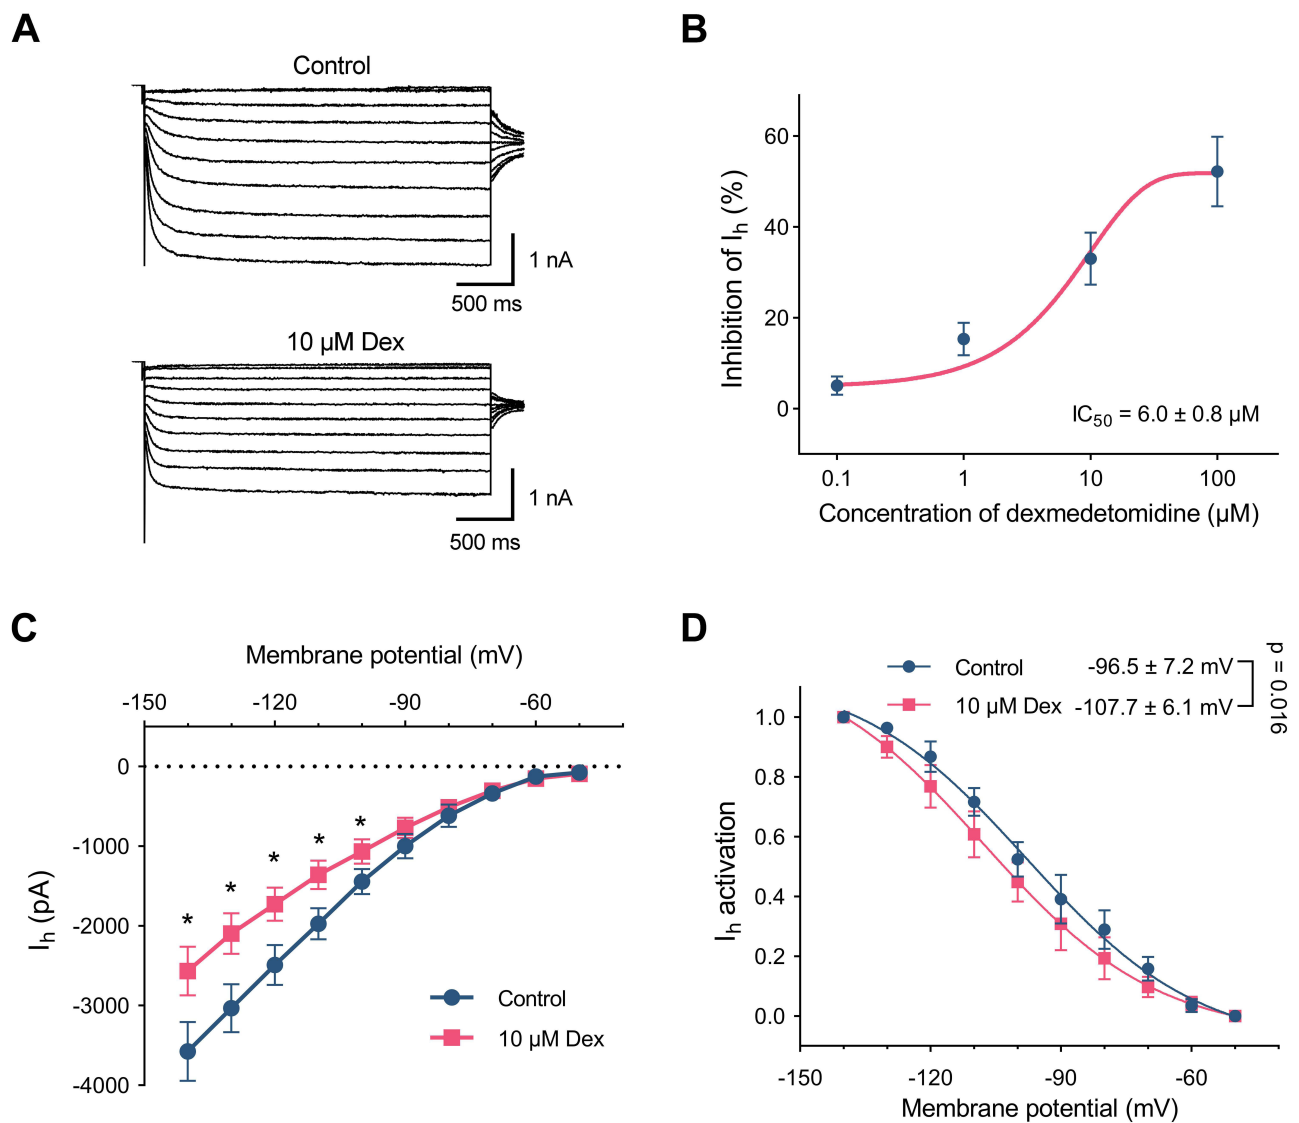 A
Control
1 nA
500 ms
10 µM Dex
1 nA
500 ms
B
Inhibition of Ih (%)
60
40
20
0
IC50 = 6.0 ± 0.8 µM
0.1 1 10 100
Concentration of dexmedetomidine (µM)
C
Membrane potential (mV)
-150 -120 -90 -60
Ih (pA)
0
-1000
-2000
-3000
-4000
* * * * *
Control
10 µM Dex
D
Control -96.5 ± 7.2 mV
10 µM Dex -107.7 ± 6.1 mV
p = 0.016
Ih activation
1.0
0.8
0.6
0.4
0.2
0.0
-150 -120 -90 -60
Membrane potential (mV)